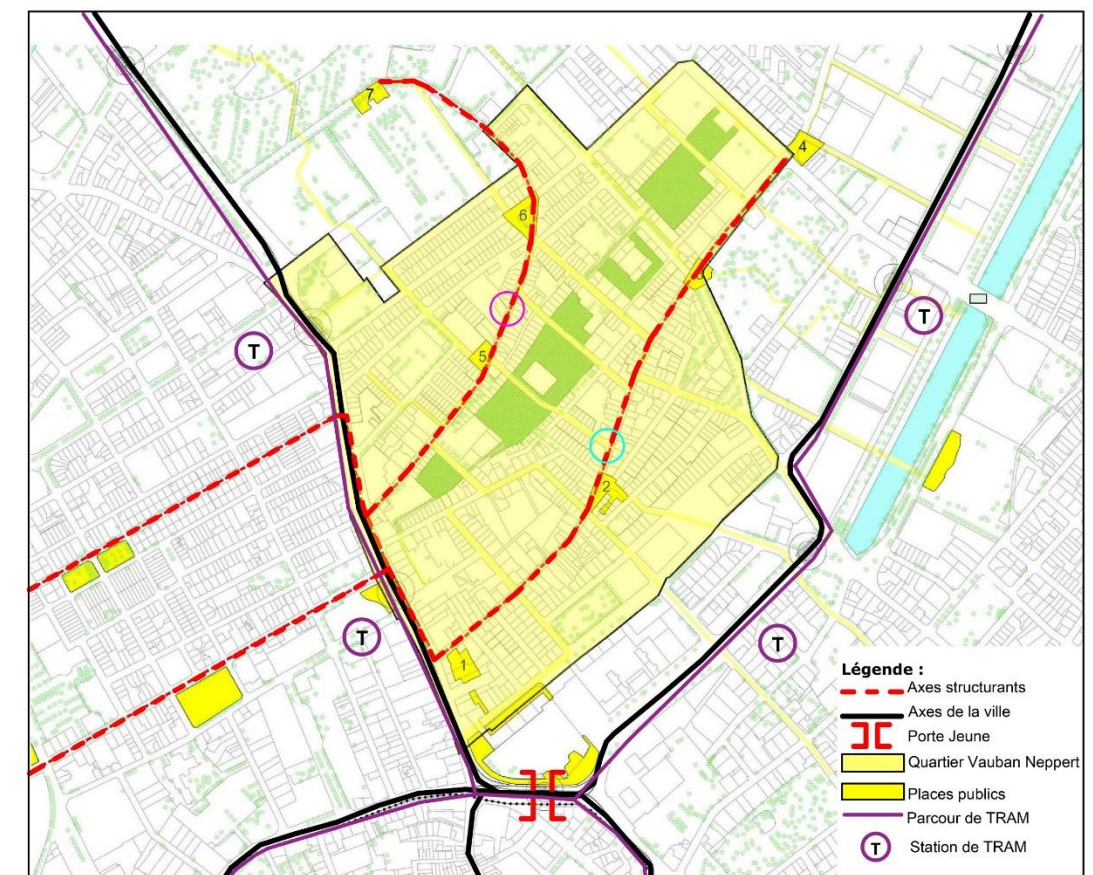 7
4
6
T
T
5
2
T
T
1
Légende :
Axes structurants
Axes de la ville
Porte Jeune
Quartier Vauban Neppert
Places publics
Parcour de TRAM
T Station de TRAM